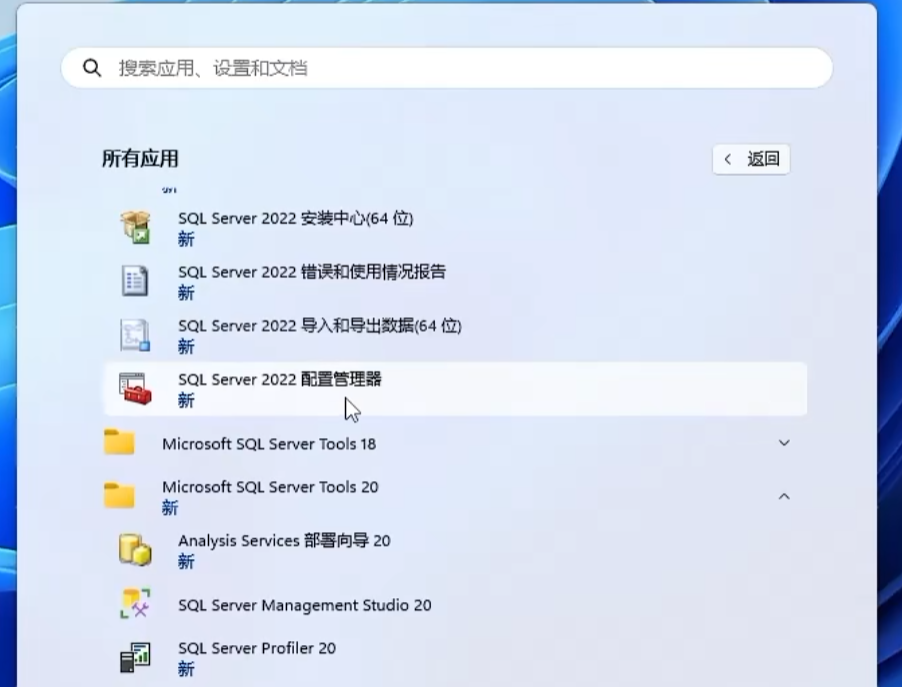 搜索应用、设置和文档
所有应用
返回
新
SQL Server 2022 安装中心(64 位)
新
SQL Server 2022 错误和使用情况报告
新
SQL Server 2022 导入和导出数据(64 位)
新
SQL Server 2022 配置管理器
新
Microsoft SQL Server Tools 18
Microsoft SQL Server Tools 20
新
Analysis Services 部署向导 20
新
SQL Server Management Studio 20
SQL Server Profiler 20
新